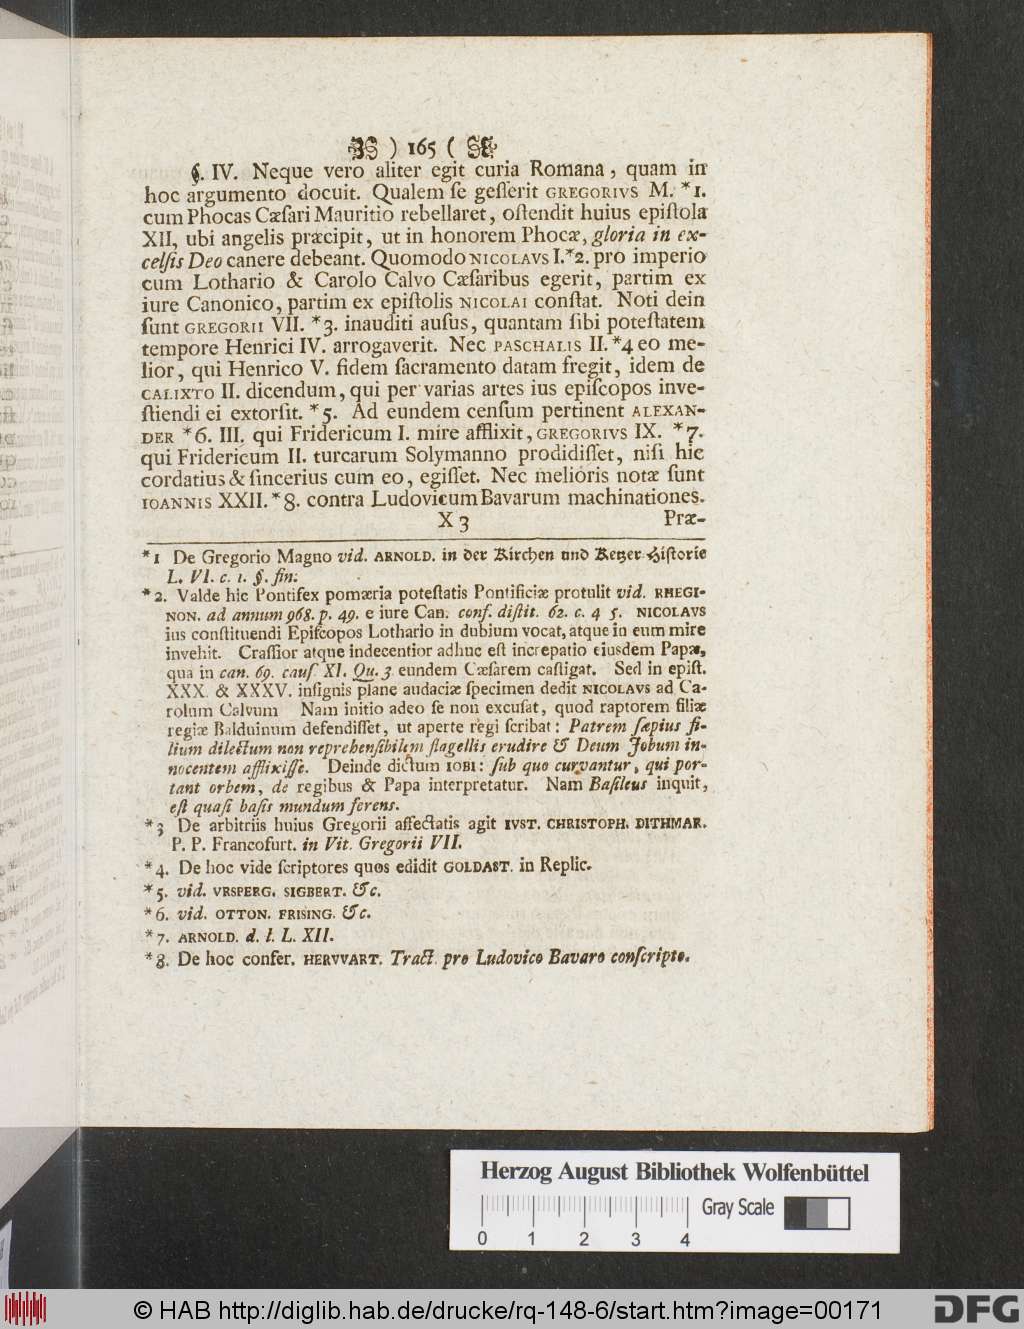 ) 165 (
§. IV. Neque vero aliter egit curia Romana, quam in
hoc argumento docuit. Qualem ſe geſſerit GREGORIVS M. *1.
cum Phocas Cæſari Mauritio rebellaret, oſtendit huius epiſtola
XII, ubi angelis præcipit, ut in honorem Phocæ, gloria in ex-
celſis Deo canere debeant. Quomodo NICOLAVS I. *2. pro imperio
cum Lothario & Carolo Calvo Cæſaribus egerit, partim ex
iure Canonico, partim ex epiſtolis NICOLAI conſtat. Noti dein
ſunt GREGORII VII. *3. inauditi auſus, quantam ſibi poteſtatem
tempore Henrici IV. arrogaverit. Nec PASCHALIS II. *4 eo me-
lior, qui Henrico V. fidem ſacramento datam fregit, idem de
CALIXTO II. dicendum, qui per varias artes ius epiſcopos inve-
ſtiendi ei extorſit. *5. Ad eundem cenſum pertinent ALEXAN-
DER *6. III. qui Fridericum I. mire afflixit, GREGORIVS IX. *7.
qui Fridericum II. turcarum Solymanno prodidiſſet, niſi hic
cordatius & ſincerius cum eo, egiſſet. Nec melioris notæ ſunt
IOANNIS XXII. *8. contra Ludovicum Bavarum machinationes.
X 3 Præ-
*1 De Gregorio Magno vid. ARNOLD. in der Kirchen und Ketzer-Hiſtorie
L. VI. c. 1. §. fin.
*2. Valde hic Pontifex pomæria poteſtatis Pontificiæ protulit vid. RHEGI-
NON. ad annum 968. p. 49. e iure Can. conf. diſtit. 62. c. 4 5. NICOLAVS
ius conſtituendi Epiſcopos Lothario in dubium vocat, atque in eum mire
invehit. Craſſior atque indecentior adhuc eſt increpatio eiusdem Papæ,
qua in can. 69. cauſ XI. Qu. 3 eundem Cæſarem caſtigat. Sed in epiſt.
XXX. & XXXV. inſignis plane audaciæ ſpecimen dedit NICOLAVS ad Ca-
rolum Calvum Nam initio adeo ſe non excuſat, quod raptorem filiæ
regiæ Balduinum defendiſſet, ut aperte regi ſcribat: Patrem ſæpius fi-
lium dilectum non reprehenſibilem flagellis erudire & Deum Jobum in-
nocentem afflixiſſe. Deinde dictum IOBI: ſub quo curvantur, qui por-
tant orbem, de regibus & Papa interpretatur. Nam Baſileus inquit,
eſt quaſi baſis mundum ferens.
*3 De arbitriis huius Gregorii affectatis agit IVST. CHRISTOPH. DITHMAR.
P. P. Francofurt. in Vit. Gregorii VII.
*4. De hoc vide ſcriptores quos edidit GOLDAST. in Replic.
*5. vid. VRSPERG. SIGBERT. &c.
*6. vid. OTTON. FRISING. &c.
*7. ARNOLD. d. l. L. XII.
*8. De hoc confer. HERVVART. Tract. pro Ludovico Bavaro conſcripto.
Herzog August Bibliothek Wolfenbüttel
Gray Scale
0 1 2 3 4
© HAB http://diglib.hab.de/drucke/rq-148-6/start.htm?image=00171
DFG